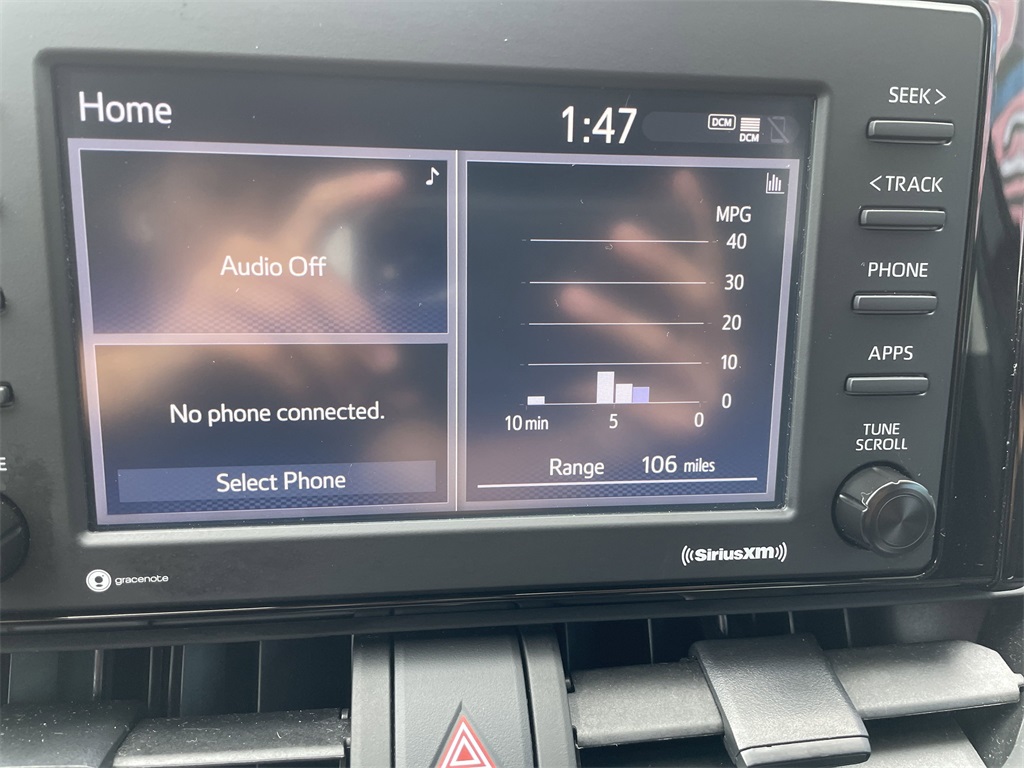 Home
1:47
DCM
DCM
SEEK >
< TRACK
PHONE
APPS
TUNE
SCROLL
Audio Off
No phone connected.
Select Phone
MPG
40
30
20
10
0
10 min 5 0
Range 106 miles
E
gracenote
((SiriusXM))